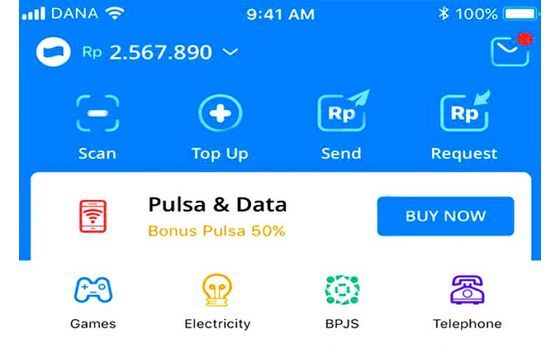 DANA 9:41 AM 100%
Rp 2.567.890
Rp Rp
Scan Top Up Send Request
Pulsa & Data
BUY NOW
Bonus Pulsa 50%
Games Electricity BPJS Telephone